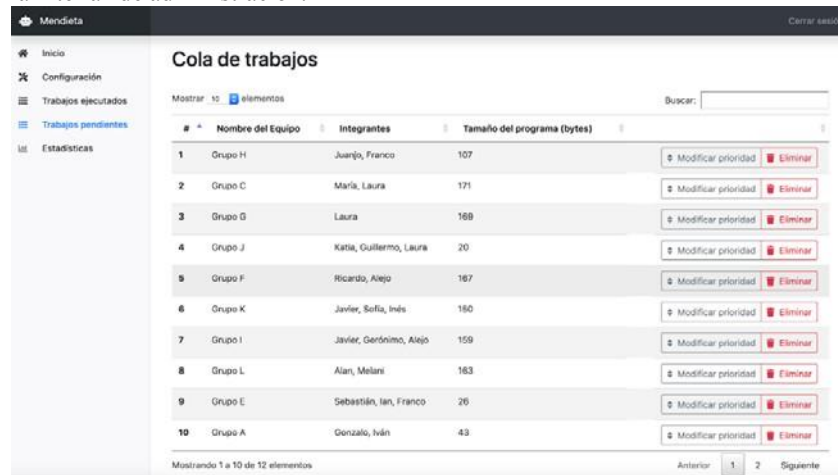 Mendieta
Cerrar sesió
Inicio
Configuración
Trabajos ejecutados
Trabajos pendientes
Estadísticas
Cola de trabajos
Mostrar 10 elementos
Buscar:
# Nombre del Equipo Integrantes Tamaño del programa (bytes)
1 Grupo H Juanjo, Franco 107 Modificar prioridad Eliminar
2 Grupo C María, Laura 171 Modificar prioridad Eliminar
3 Grupo G Laura 169 Modificar prioridad Eliminar
4 Grupo J Katia, Guillermo, Laura 20 Modificar prioridad Eliminar
5 Grupo F Ricardo, Alejo 167 Modificar prioridad Eliminar
6 Grupo K Javier, Sofía, Inés 150 Modificar prioridad Eliminar
7 Grupo I Javier, Gerónimo, Alejo 159 Modificar prioridad Eliminar
8 Grupo L Alan, Melani 163 Modificar prioridad Eliminar
9 Grupo E Sebastián, Ian, Franco 26 Modificar prioridad Eliminar
10 Grupo A Gonzalo, Iván 43 Modificar prioridad Eliminar
Mostrando 1 a 10 de 12 elementos
Anterior 1 2 Siguiente